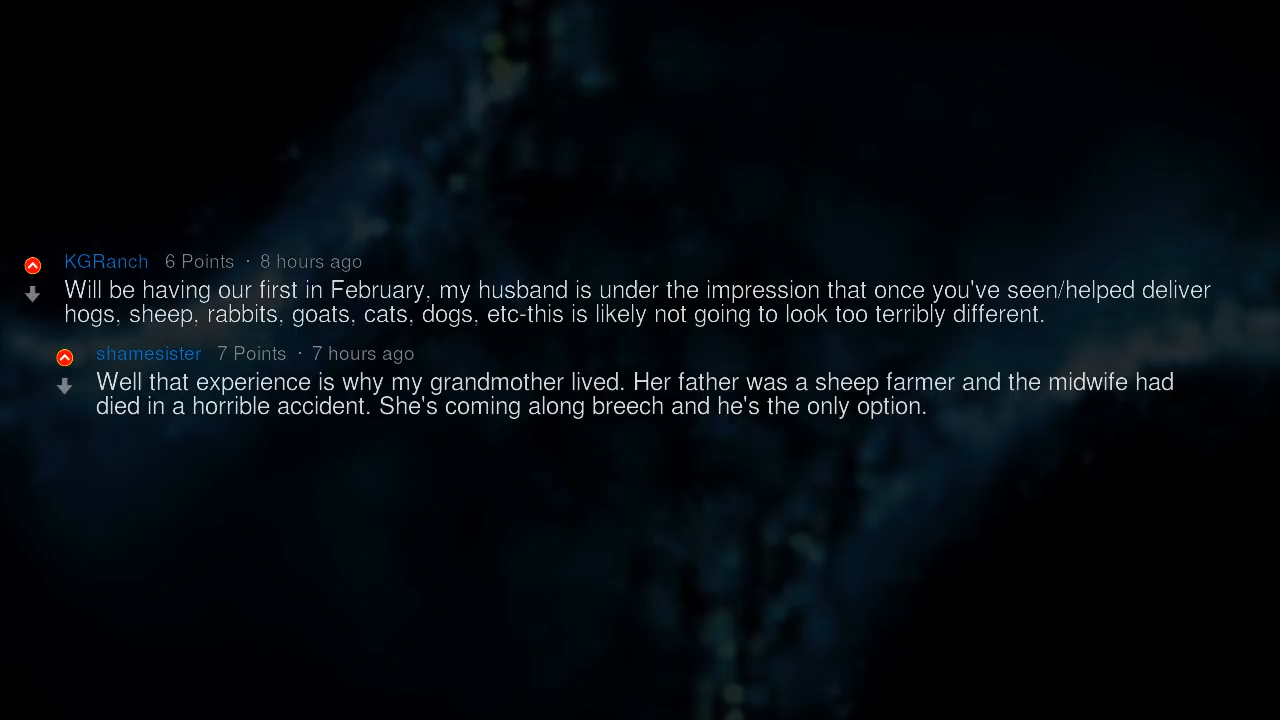 KGRanch 6 Points · 8 hours ago
Will be having our first in February, my husband is under the impression that once you've seen/helped deliver
hogs, sheep, rabbits, goats, cats, dogs, etc-this is likely not going to look too terribly different.
shamesister 7 Points · 7 hours ago
Well that experience is why my grandmother lived. Her father was a sheep farmer and the midwife had
died in a horrible accident. She's coming along breech and he's the only option.